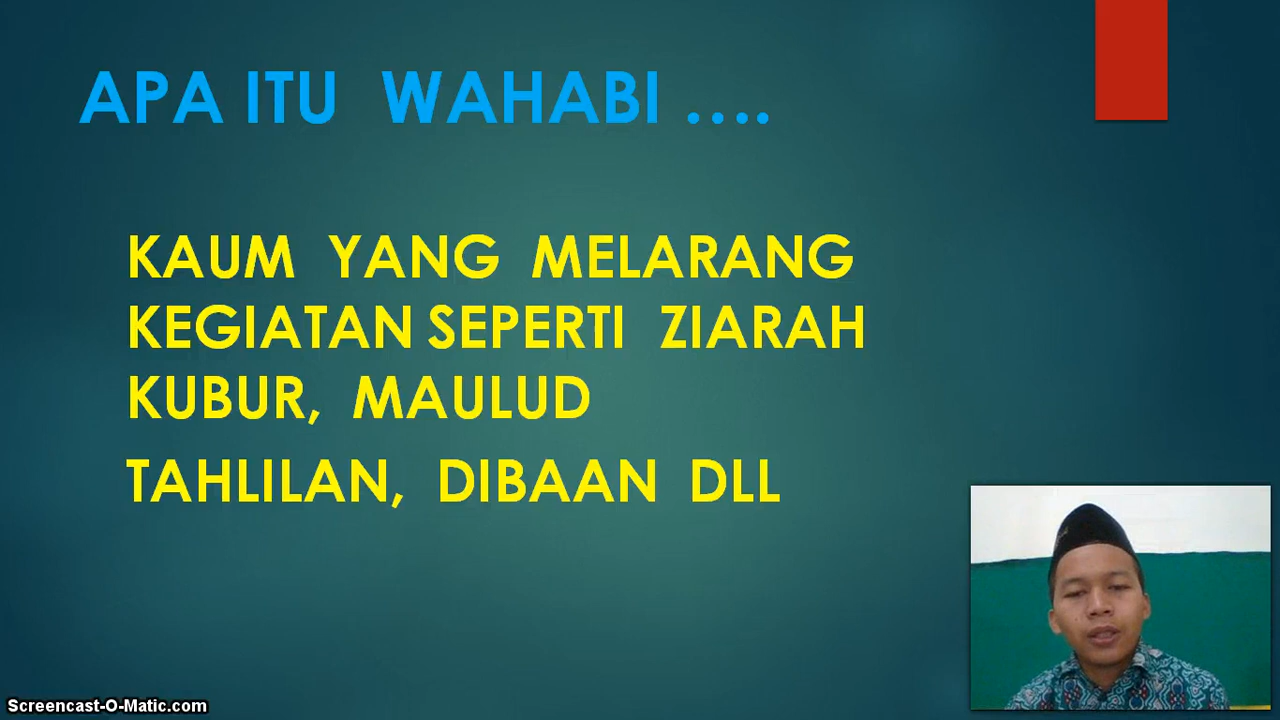 APA ITU WAHABI ....
KAUM YANG MELARANG
KEGIATAN SEPERTI ZIARAH
KUBUR, MAULUD
TAHLILAN, DIBAAN DLL
Screencast-O-Matic.com